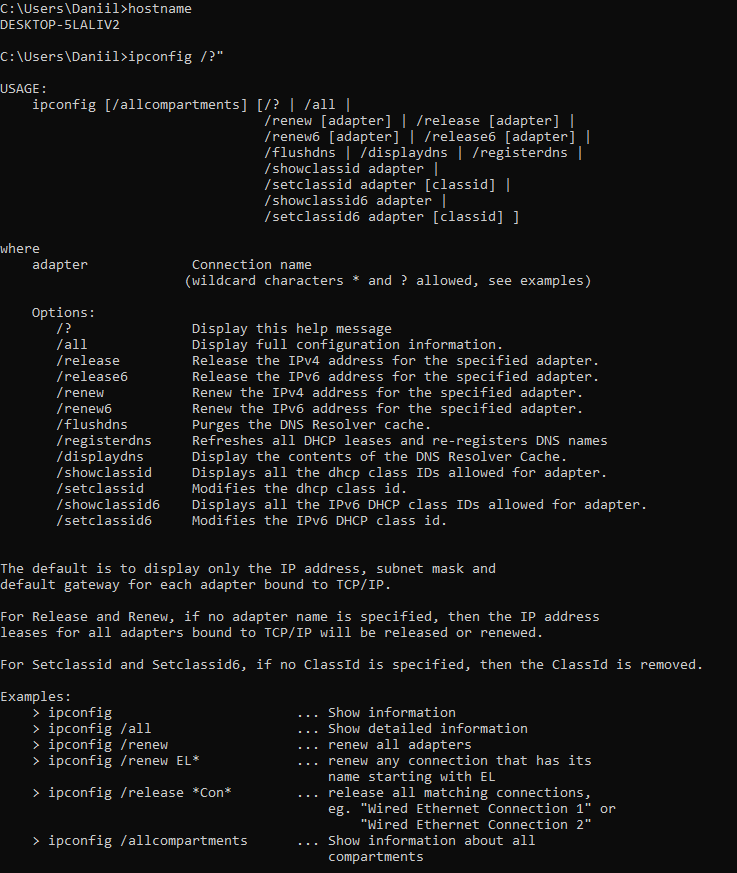 C:\Users\Daniil>hostname
DESKTOP-5LALIV2
C:\Users\Daniil>ipconfig /?"
USAGE:
    ipconfig [/allcompartments] [/? | /all |
                                 /renew [adapter] | /release [adapter] |
                                 /renew6 [adapter] | /release6 [adapter] |
                                 /flushdns | /displaydns | /registerdns |
                                 /showclassid adapter |
                                 /setclassid adapter [classid] |
                                 /showclassid6 adapter |
                                 /setclassid6 adapter [classid] ]
where
    adapter             Connection name
                       (wildcard characters * and ? allowed, see examples)
    Options:
       /?               Display this help message
       /all             Display full configuration information.
       /release         Release the IPv4 address for the specified adapter.
       /release6        Release the IPv6 address for the specified adapter.
       /renew           Renew the IPv4 address for the specified adapter.
       /renew6          Renew the IPv6 address for the specified adapter.
       /flushdns        Purges the DNS Resolver cache.
       /registerdns     Refreshes all DHCP leases and re-registers DNS names
       /displaydns      Display the contents of the DNS Resolver Cache.
       /showclassid     Displays all the dhcp class IDs allowed for adapter.
       /setclassid      Modifies the dhcp class id.
       /showclassid6    Displays all the IPv6 DHCP class IDs allowed for adapter.
       /setclassid6     Modifies the IPv6 DHCP class id.
The default is to display only the IP address, subnet mask and
default gateway for each adapter bound to TCP/IP.
For Release and Renew, if no adapter name is specified, then the IP address
leases for all adapters bound to TCP/IP will be released or renewed.
For Setclassid and Setclassid6, if no ClassId is specified, then the ClassId is removed.
Examples:
    > ipconfig                       ... Show information
    > ipconfig /all                  ... Show detailed information
    > ipconfig /renew                ... renew all adapters
    > ipconfig /renew EL*            ... renew any connection that has its
                                         name starting with EL
    > ipconfig /release *Con*        ... release all matching connections,
                                         eg. "Wired Ethernet Connection 1" or
                                             "Wired Ethernet Connection 2"
    > ipconfig /allcompartments      ... Show information about all
                                         compartments